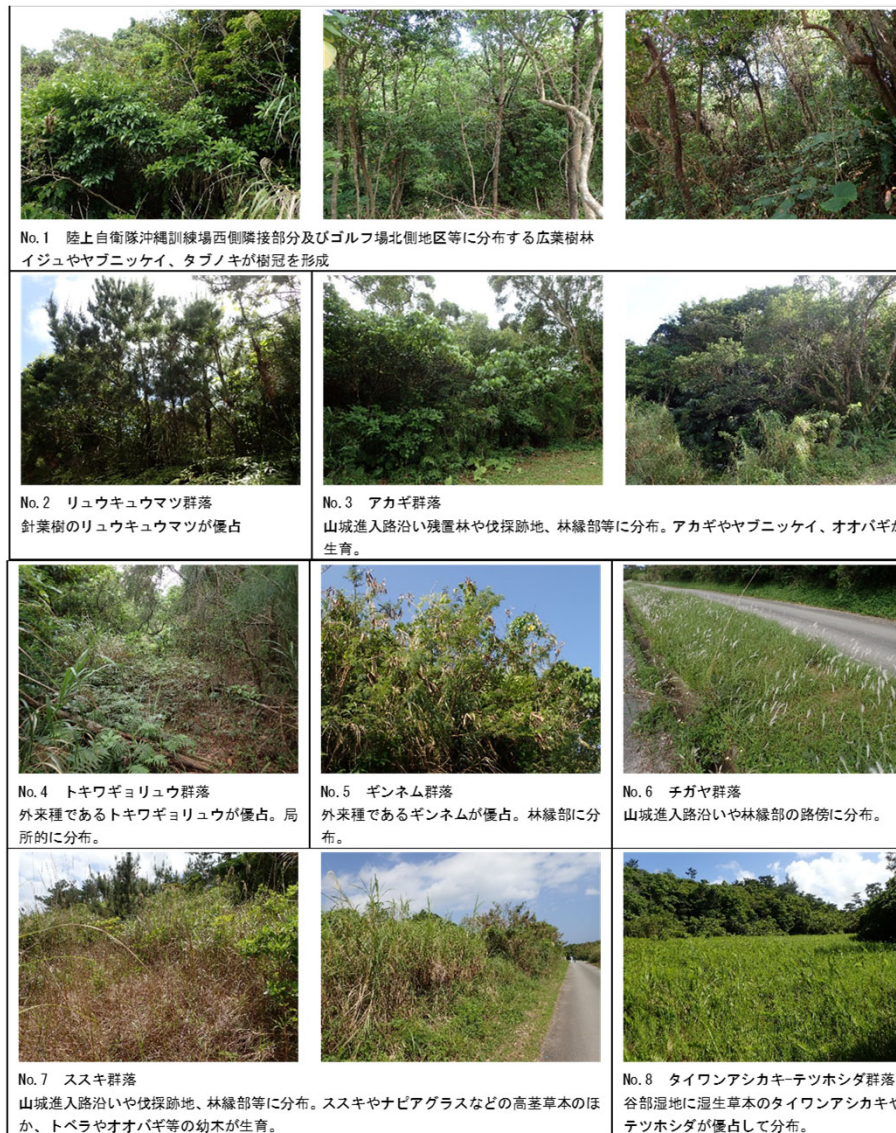 No.1 陸上自衛隊沖縄訓練場西側隣接部分及びゴルフ場北側地区等に分布する広葉樹林
イジュやヤブニッケイ、タブノキが樹冠を形成
No.2 リュウキュウマツ群落
針葉樹のリュウキュウマツが優占
No.3 アカギ群落
山城進入路沿い残置林や伐採跡地、林縁部等に分布。アカギやヤブニッケイ、オオバギが
生育。
No.4 トキワギョリュウ群落
外来種であるトキワギョリュウが優占。局
所的に分布。
No.5 ギンネム群落
外来種であるギンネムが優占。林縁部に分
布。
No.6 チガヤ群落
山城進入路沿いや林縁部の路傍に分布。
No.7 ススキ群落
山城進入路沿いや伐採跡地、林縁部等に分布。ススキやナピアグラスなどの高茎草本のほ
か、トベラやオオバギ等の幼木が生育。
No.8 タイワンアシカキ-テツホシダ群落
谷部湿地に湿生草本のタイワンアシカキや
テツホシダが優占して分布。